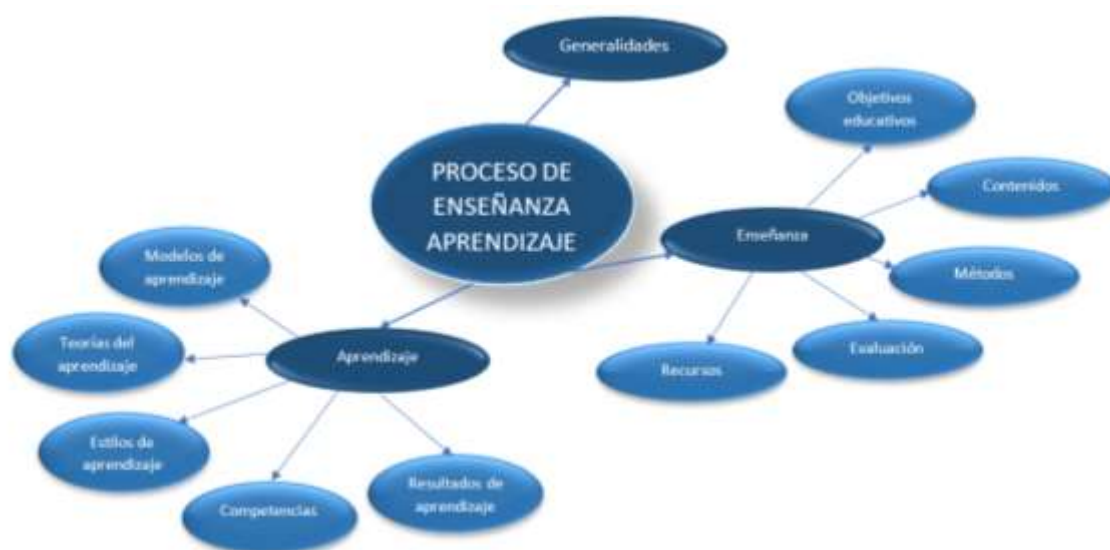 Generalidades
PROCESO DE
ENSEÑANZA
APRENDIZAJE
Objetivos
educativos
Contenidos
Enseñanza
Métodos
Evaluación
Recursos
Modelos de
aprendizaje
Teorías del
aprendizaje
Aprendizaje
Estilos de
aprendizaje
Competencias
Resultados de
aprendizaje